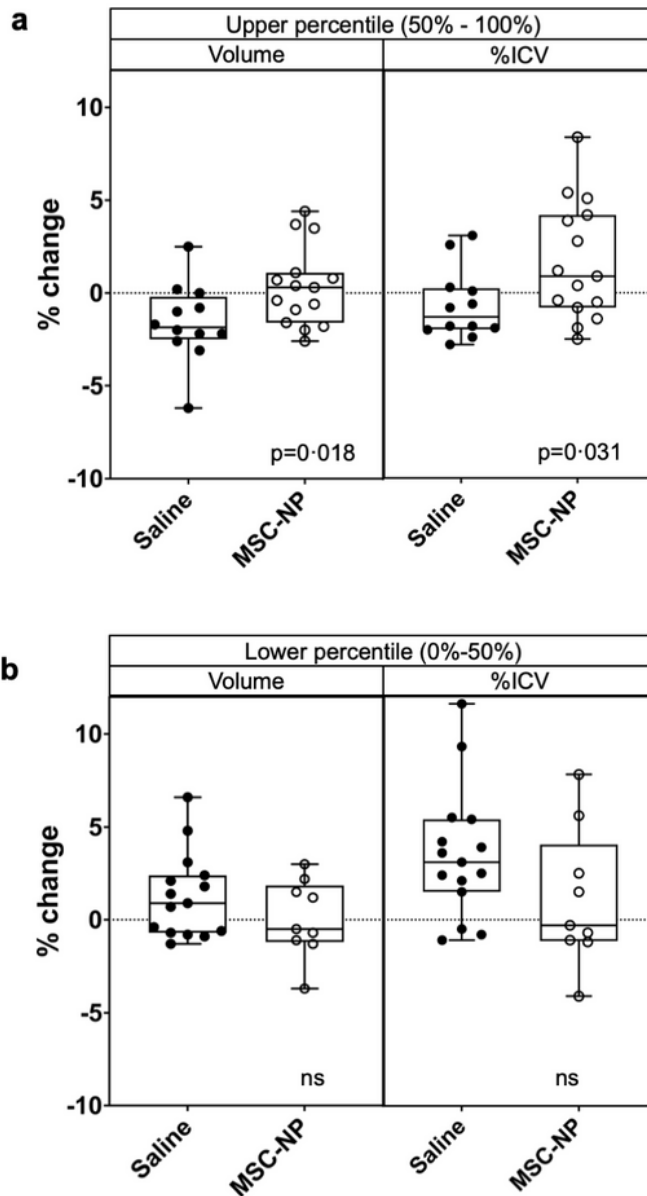 a
Upper percentile (50% - 100%)
Volume
%ICV
% change
10
5
0
-5
-10
p=0·018
p=0·031
Saline
MSC-NP
Saline
MSC-NP
b
Lower percentile (0%-50%)
Volume
%ICV
% change
10
5
0
-5
-10
ns
ns
Saline
MSC-NP
Saline
MSC-NP